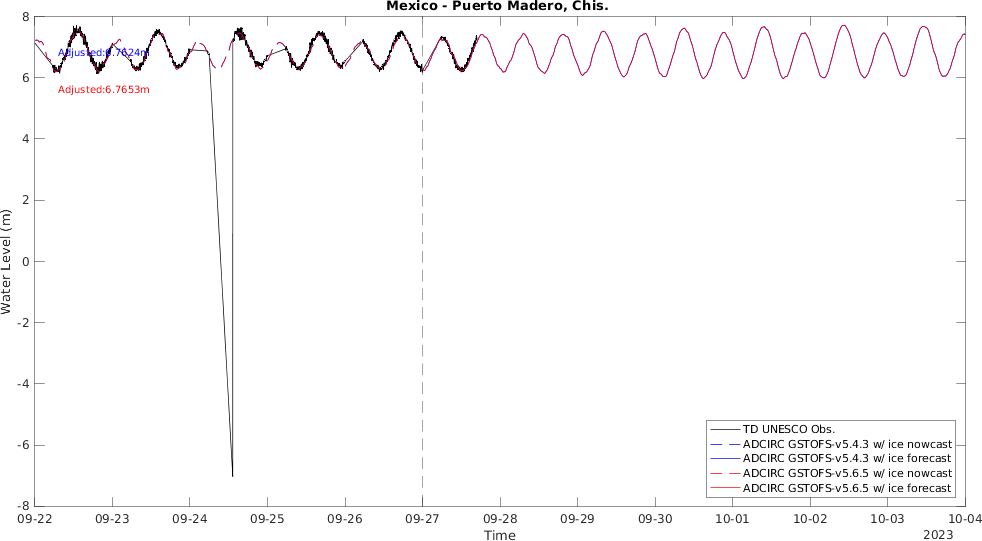 Mexico - Puerto Madero, Chis.
8
6
4
2
0
-2
-4
-6
-8
Water Level (m)
Adjusted:6.7624m
Adjusted:6.7653m
TD UNESCO Obs.
ADCIRC GSTOFS-v5.4.3 w/ ice nowcast
ADCIRC GSTOFS-v5.4.3 w/ ice forecast
ADCIRC GSTOFS-v5.6.5 w/ ice nowcast
ADCIRC GSTOFS-v5.6.5 w/ ice forecast
09-22 09-23 09-24 09-25 09-26 09-27 09-28 09-29 09-30 10-01 10-02 10-03 10-04
Time
2023